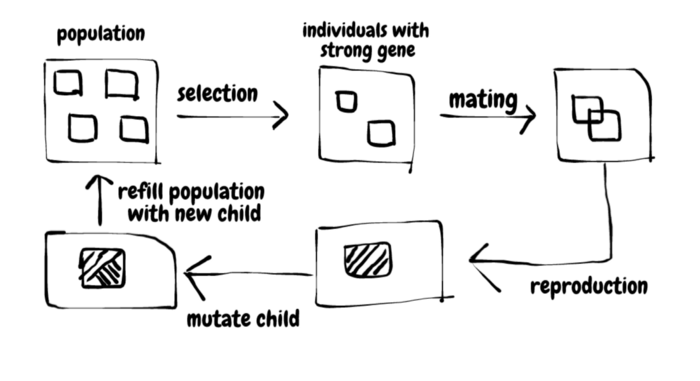 population
individuals with
strong gene
selection
mating
refill population
with new child
reproduction
mutate child